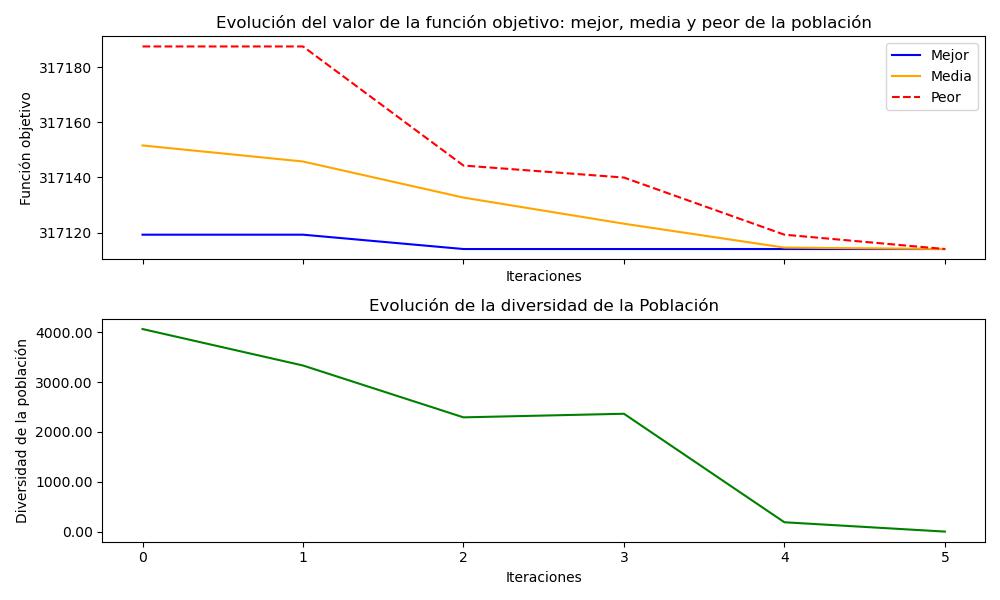 Evolución del valor de la función objetivo: mejor, media y peor de la población
Función objetivo
317180
317160
317140
317120
Mejor
Media
Peor
Iteraciones
Evolución de la diversidad de la Población
Diversidad de la población
4000.00
3000.00
2000.00
1000.00
0.00
0 1 2 3 4 5
Iteraciones